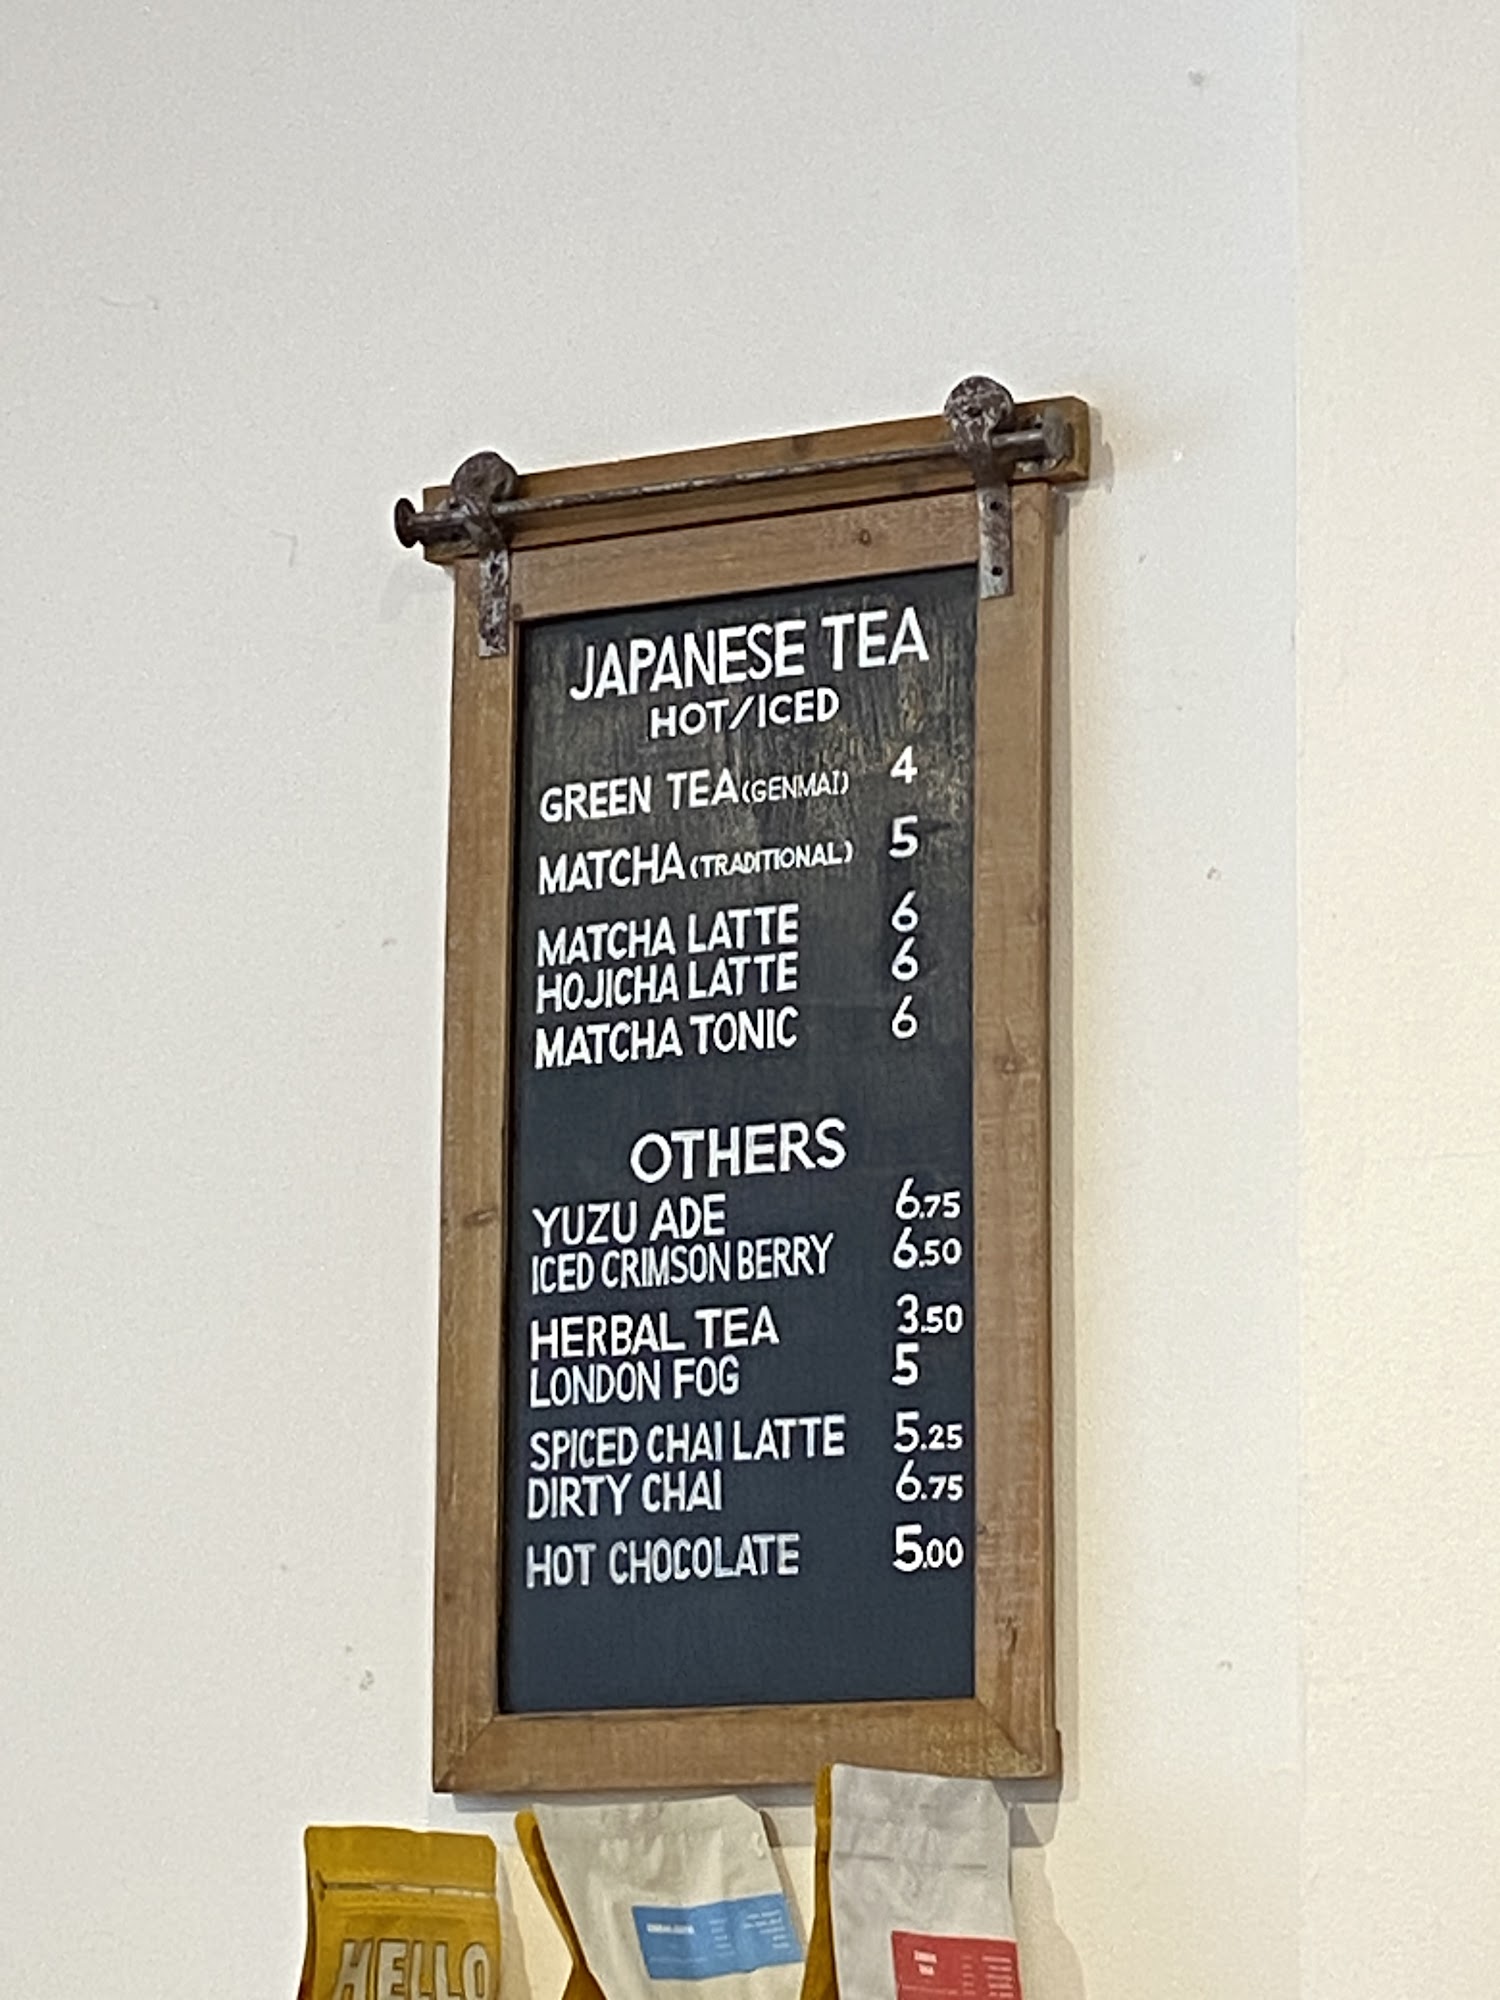 JAPANESE TEA
HOT/ICED
GREEN TEA (GENMAI) 4
MATCHA (TRADITIONAL) 5
MATCHA LATTE 6
HOJICHA LATTE 6
MATCHA TONIC 6
OTHERS
YUZU ADE 6.75
ICED CRIMSON BERRY 6.50
HERBAL TEA 3.50
LONDON FOG 5
SPICED CHAI LATTE 5.25
DIRTY CHAI 6.75
HOT CHOCOLATE 5.00
HELLO